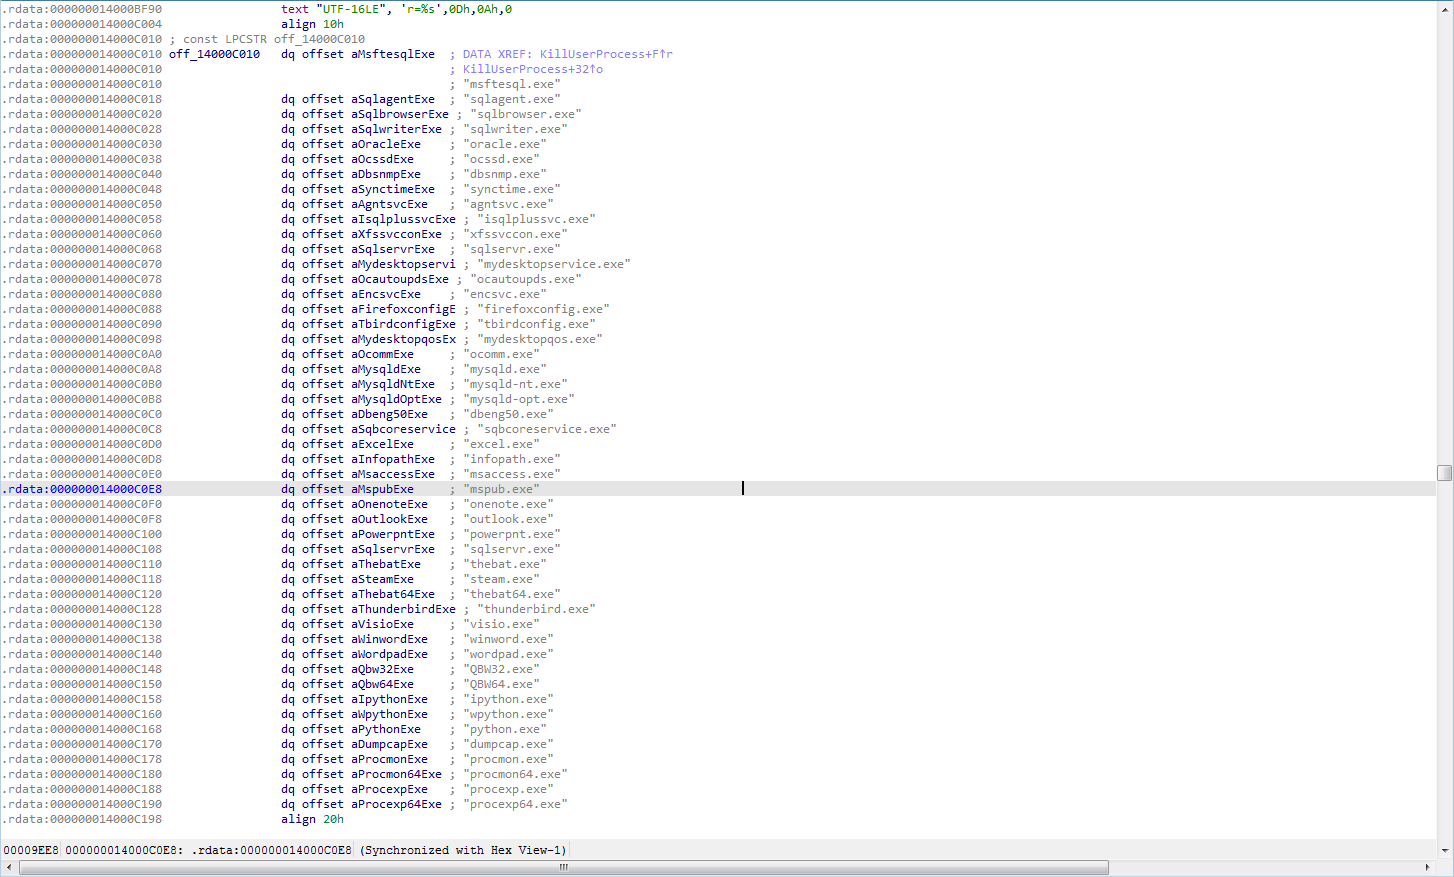 .rdata:000000014000BF90 text "UTF-16LE", 'r=%s',0Dh,0Ah,0
.rdata:000000014000C004 align 10h
.rdata:000000014000C010 ; const LPCSTR off_14000C010
.rdata:000000014000C010 off_14000C010 dq offset aMsftesqlExe ; DATA XREF: KillUserProcess+F↑r
.rdata:000000014000C010 ; KillUserProcess+32↑o
.rdata:000000014000C010 ; "msftesql.exe"
.rdata:000000014000C018 dq offset aSqlagentExe ; "sqlagent.exe"
.rdata:000000014000C020 dq offset aSqlbrowserExe ; "sqlbrowser.exe"
.rdata:000000014000C028 dq offset aSqlwriterExe ; "sqlwriter.exe"
.rdata:000000014000C030 dq offset aOracleExe ; "oracle.exe"
.rdata:000000014000C038 dq offset aOcssdExe ; "ocssd.exe"
.rdata:000000014000C040 dq offset aDbsnmpExe ; "dbsnmp.exe"
.rdata:000000014000C048 dq offset aSynctimeExe ; "synctime.exe"
.rdata:000000014000C050 dq offset aAgntsvcExe ; "agntsvc.exe"
.rdata:000000014000C058 dq offset aIsqlplussvcExe ; "isqlplussvc.exe"
.rdata:000000014000C060 dq offset aXfssvcconExe ; "xfssvccon.exe"
.rdata:000000014000C068 dq offset aSqlservrExe ; "sqlservr.exe"
.rdata:000000014000C070 dq offset aMydesktopservi ; "mydesktopservice.exe"
.rdata:000000014000C078 dq offset aOcautoupdsExe ; "ocautoupds.exe"
.rdata:000000014000C080 dq offset aEncsvcExe ; "encsvc.exe"
.rdata:000000014000C088 dq offset aFirefoxconfigE ; "firefoxconfig.exe"
.rdata:000000014000C090 dq offset aTbirdconfigExe ; "tbirdconfig.exe"
.rdata:000000014000C098 dq offset aMydesktopqosEx ; "mydesktopqos.exe"
.rdata:000000014000C0A0 dq offset aOcommExe ; "ocomm.exe"
.rdata:000000014000C0A8 dq offset aMysqldExe ; "mysqld.exe"
.rdata:000000014000C0B0 dq offset aMysqldNtExe ; "mysqld-nt.exe"
.rdata:000000014000C0B8 dq offset aMysqldOptExe ; "mysqld-opt.exe"
.rdata:000000014000C0C0 dq offset aDbeng50Exe ; "dbeng50.exe"
.rdata:000000014000C0C8 dq offset aSqbcoreservice ; "sqbcoreservice.exe"
.rdata:000000014000C0D0 dq offset aExcelExe ; "excel.exe"
.rdata:000000014000C0D8 dq offset aInfopathExe ; "infopath.exe"
.rdata:000000014000C0E0 dq offset aMsaccessExe ; "msaccess.exe"
.rdata:000000014000C0E8 dq offset aMspubExe ; "mspub.exe"
.rdata:000000014000C0F0 dq offset aOnenoteExe ; "onenote.exe"
.rdata:000000014000C0F8 dq offset aOutlookExe ; "outlook.exe"
.rdata:000000014000C100 dq offset aPowerpntExe ; "powerpnt.exe"
.rdata:000000014000C108 dq offset aSqlservrExe ; "sqlservr.exe"
.rdata:000000014000C110 dq offset aThebatExe ; "thebat.exe"
.rdata:000000014000C118 dq offset aSteamExe ; "steam.exe"
.rdata:000000014000C120 dq offset aThebat64Exe ; "thebat64.exe"
.rdata:000000014000C128 dq offset aThunderbirdExe ; "thunderbird.exe"
.rdata:000000014000C130 dq offset aVisioExe ; "visio.exe"
.rdata:000000014000C138 dq offset aWinwordExe ; "winword.exe"
.rdata:000000014000C140 dq offset aWordpadExe ; "wordpad.exe"
.rdata:000000014000C148 dq offset aQbw32Exe ; "QBW32.exe"
.rdata:000000014000C150 dq offset aQbw64Exe ; "QBW64.exe"
.rdata:000000014000C158 dq offset aIpythonExe ; "ipython.exe"
.rdata:000000014000C160 dq offset aWpythonExe ; "wpython.exe"
.rdata:000000014000C168 dq offset aPythonExe ; "python.exe"
.rdata:000000014000C170 dq offset aDumpcapExe ; "dumpcap.exe"
.rdata:000000014000C178 dq offset aProcmonExe ; "procmon.exe"
.rdata:000000014000C180 dq offset aProcmon64Exe ; "procmon64.exe"
.rdata:000000014000C188 dq offset aProcexpExe ; "procexp.exe"
.rdata:000000014000C190 dq offset aProcexp64Exe ; "procexp64.exe"
.rdata:000000014000C198 align 20h
00009EE8 000000014000C0E8: .rdata:000000014000C0E8 (Synchronized with Hex View-1)